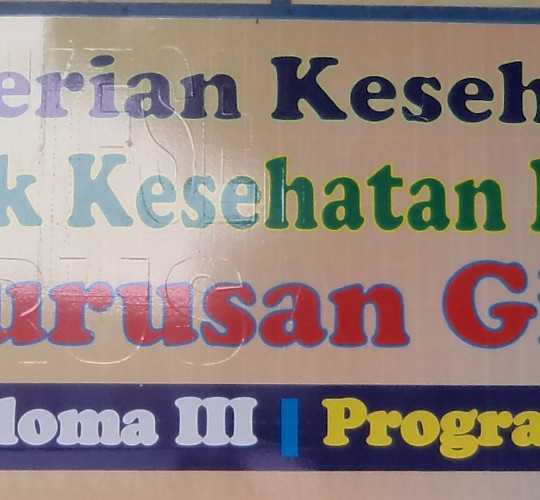 erian Keseh
k Kesehatan
urusan G
loma III | Progra